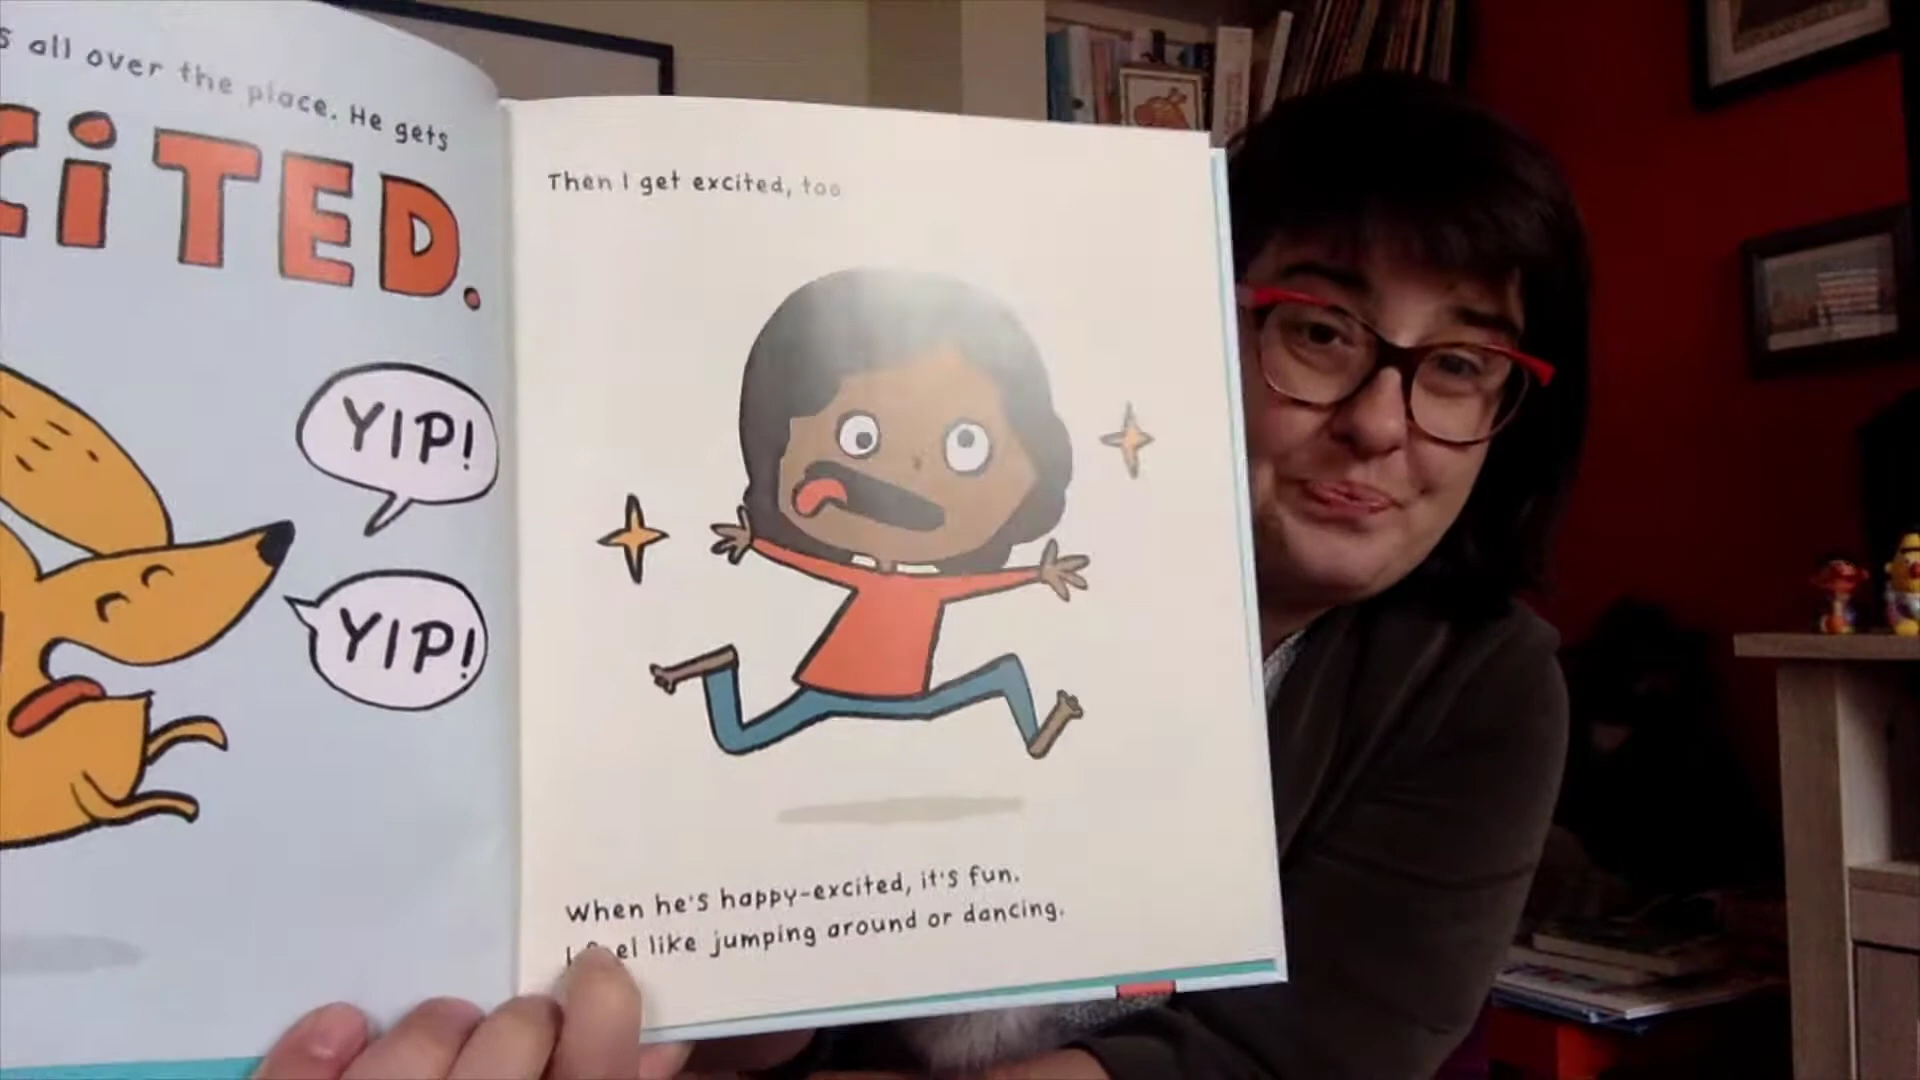 all over the place. He gets
CITED.
YIP!
YIP!
Then I get excited, too
When he's happy-excited, it's fun.
I feel like jumping around or dancing.